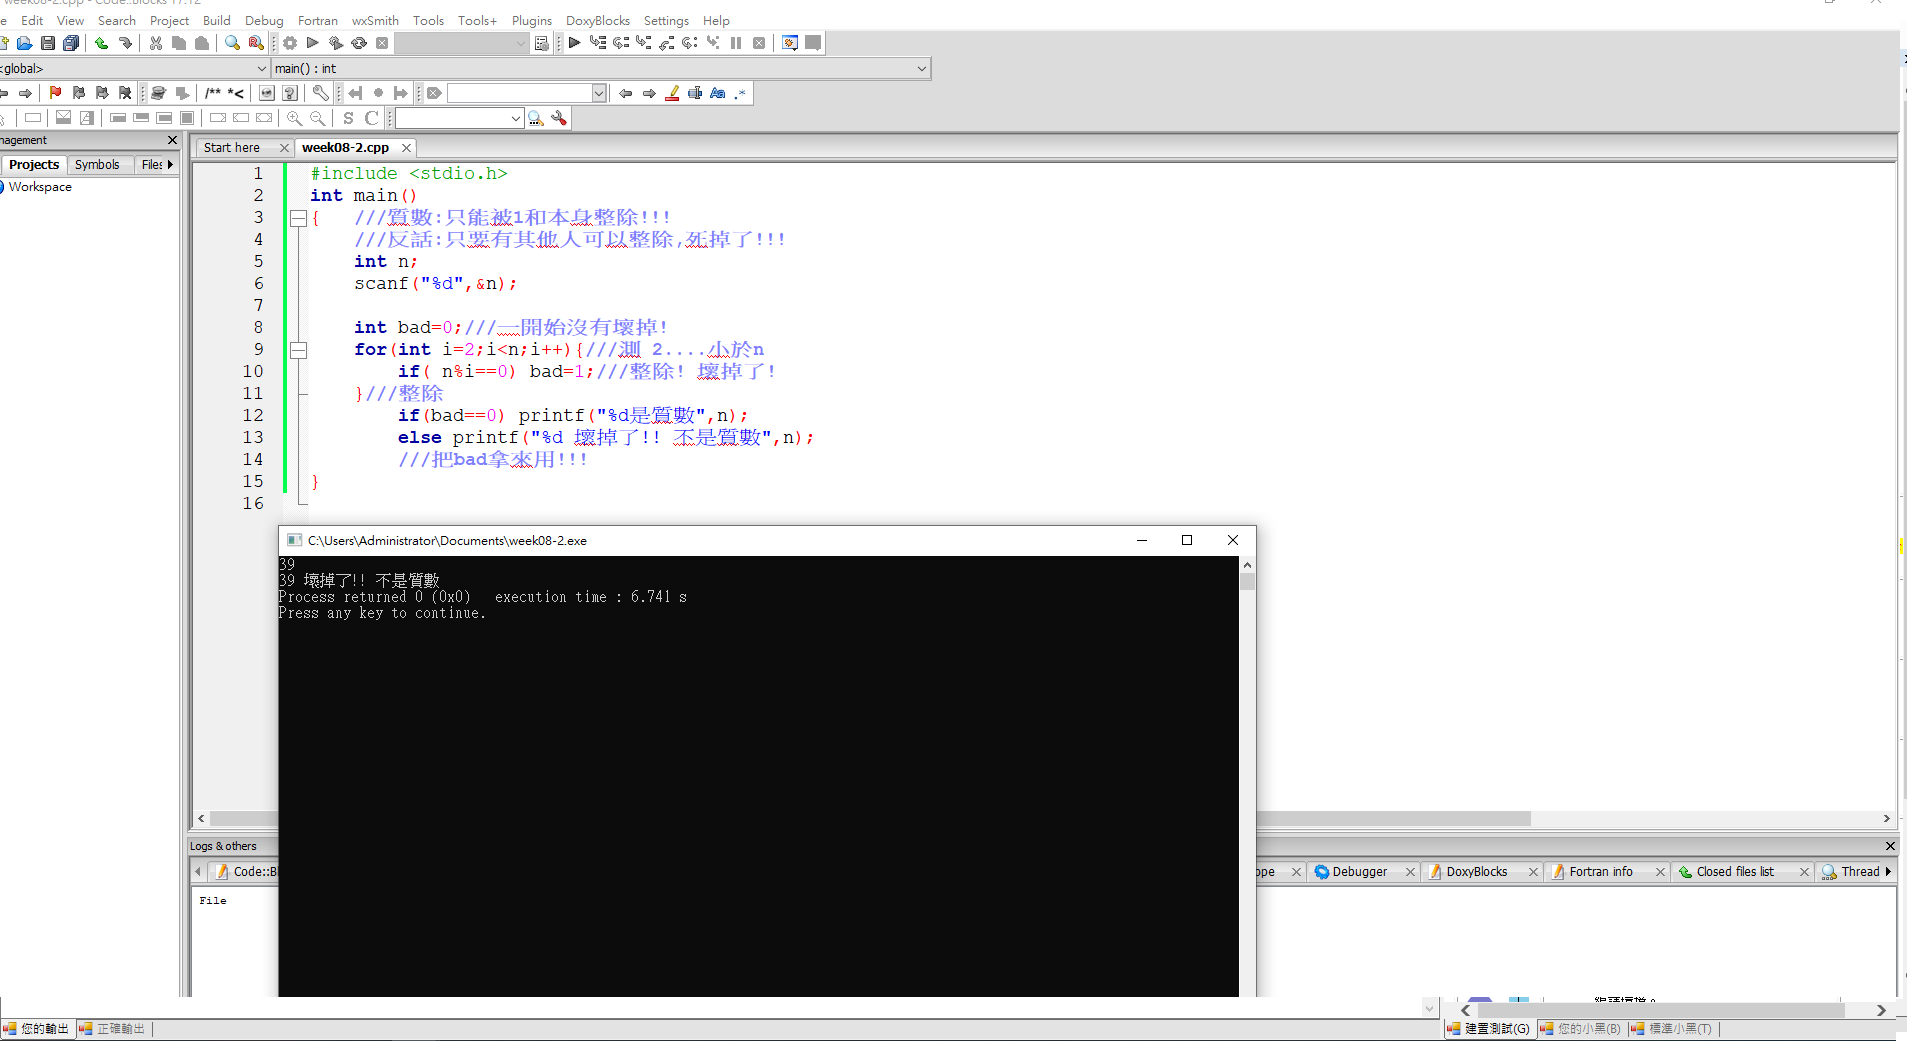 week08-2.cpp - Code::Blocks 17.12
e Edit View Search Project Build Debug Fortran wxSmith Tools Tools+ Plugins DoxyBlocks Settings Help
<global> main() : int
/** *<
S C
nagement
Projects Symbols Files
Workspace
Start here week08-2.cpp
1 #include <stdio.h>
2 int main()
3 { ///質數:只能被1和本身整除!!!
4 ///反話:只要有其他人可以整除,死掉了!!!
5 int n;
6 scanf("%d",&n);
7
8 int bad=0;///一開始沒有壞掉!
9 for(int i=2;i<n;i++){///測 2....小於n
10 if( n%i==0) bad=1;///整除! 壞掉了!
11 }///整除
12 if(bad==0) printf("%d是質數",n);
13 else printf("%d 壞掉了!! 不是質數",n);
14 ///把bad拿來用!!!
15 }
16
C:\Users\Administrator\Documents\week08-2.exe
39
39 壞掉了!! 不是質數
Process returned 0 (0x0) execution time : 6.741 s
Press any key to continue.
Logs & others
Code::Bl ope Debugger DoxyBlocks Fortran info Closed files list Thread
File
您的輸出 正確輸出 建置測試(G) 您的小黑(B) 標準小黑(T)